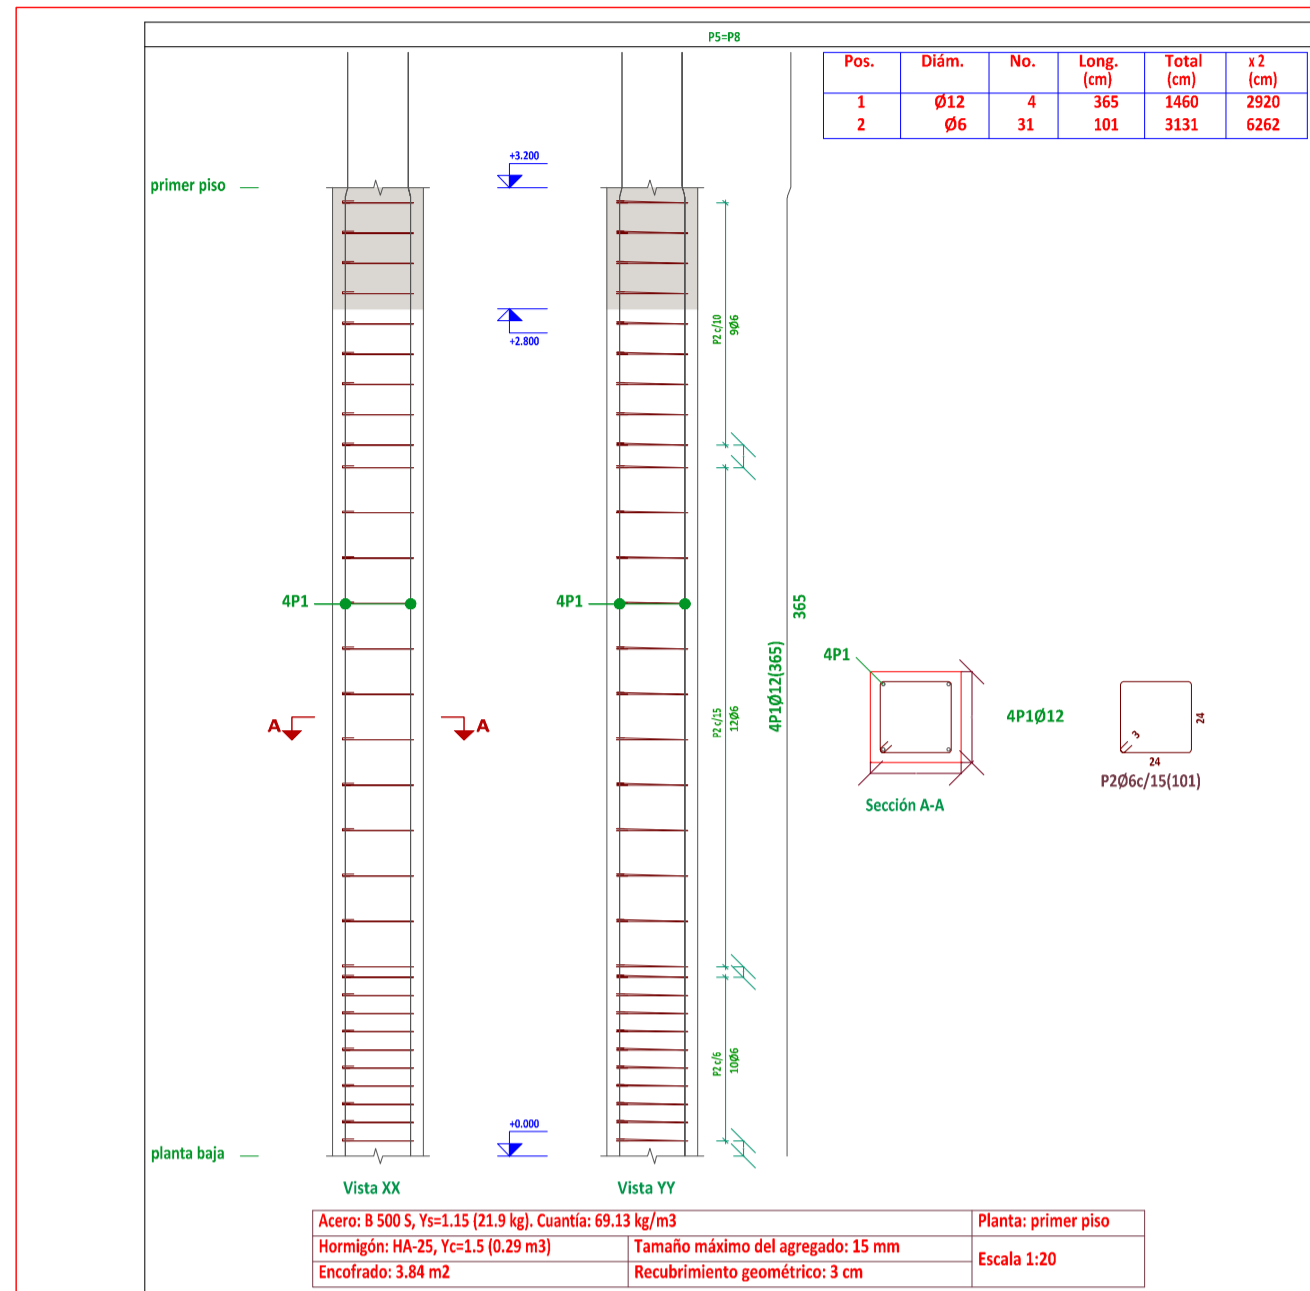 P5=P8
Pos. Diám. No. Long. (cm) Total (cm) x 2 (cm)
1 Ø12 4 365 1460 2920
2 Ø6 31 101 3131 6262
primer piso
+3.200
+2.800
P2 c/10
9Ø6
4P1
4P1
365
4P1Ø12(365)
P2 c/15
12Ø6
A
A
4P1
4P1Ø12
Sección A-A
24
3
24
P2Ø6c/15(101)
P2 c/6
10Ø6
+0.000
planta baja
Vista XX
Vista YY
Acero: B 500 S, Ys=1.15 (21.9 kg). Cuantía: 69.13 kg/m3
Planta: primer piso
Hormigón: HA-25, Yc=1.5 (0.29 m3)
Tamaño máximo del agregado: 15 mm
Escala 1:20
Encofrado: 3.84 m2
Recubrimiento geométrico: 3 cm